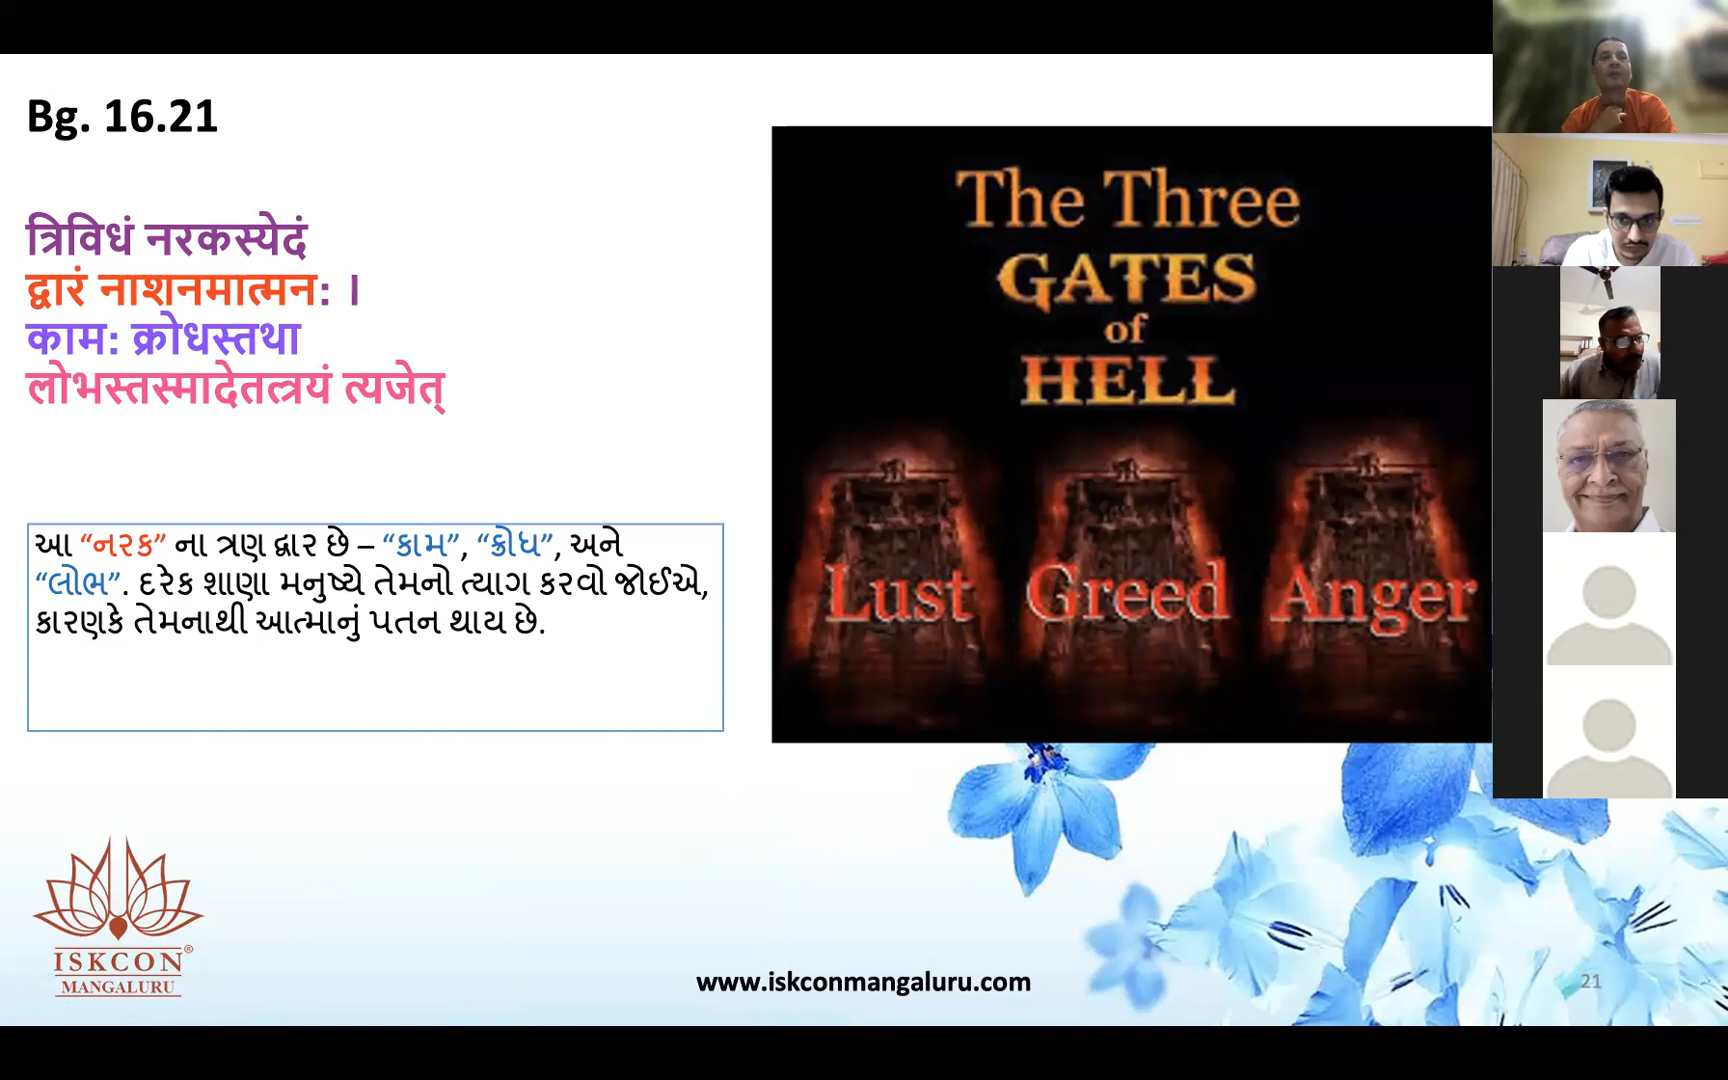 Bg. 16.21
त्रिविधं नरकस्येदं
द्वारं नाशनमात्मन: ।
काम: क्रोधस्तथा
लोभस्तस्मादेतत्त्रयं त्यजेत्
આ “નરક” ના ત્રણ દ્વાર છે – “કામ”, “ક્રોધ”, અને
“લોભ”. દરેક શાણા મનુષ્યે તેમનો ત્યાગ કરવો જોઈએ,
કારણકે તેમનાથી આત્માનું પતન થાય છે.
The Three
GATES
of
HELL
Lust Greed Anger
ISKCON®
MANGALURU
www.iskconmangaluru.com
21